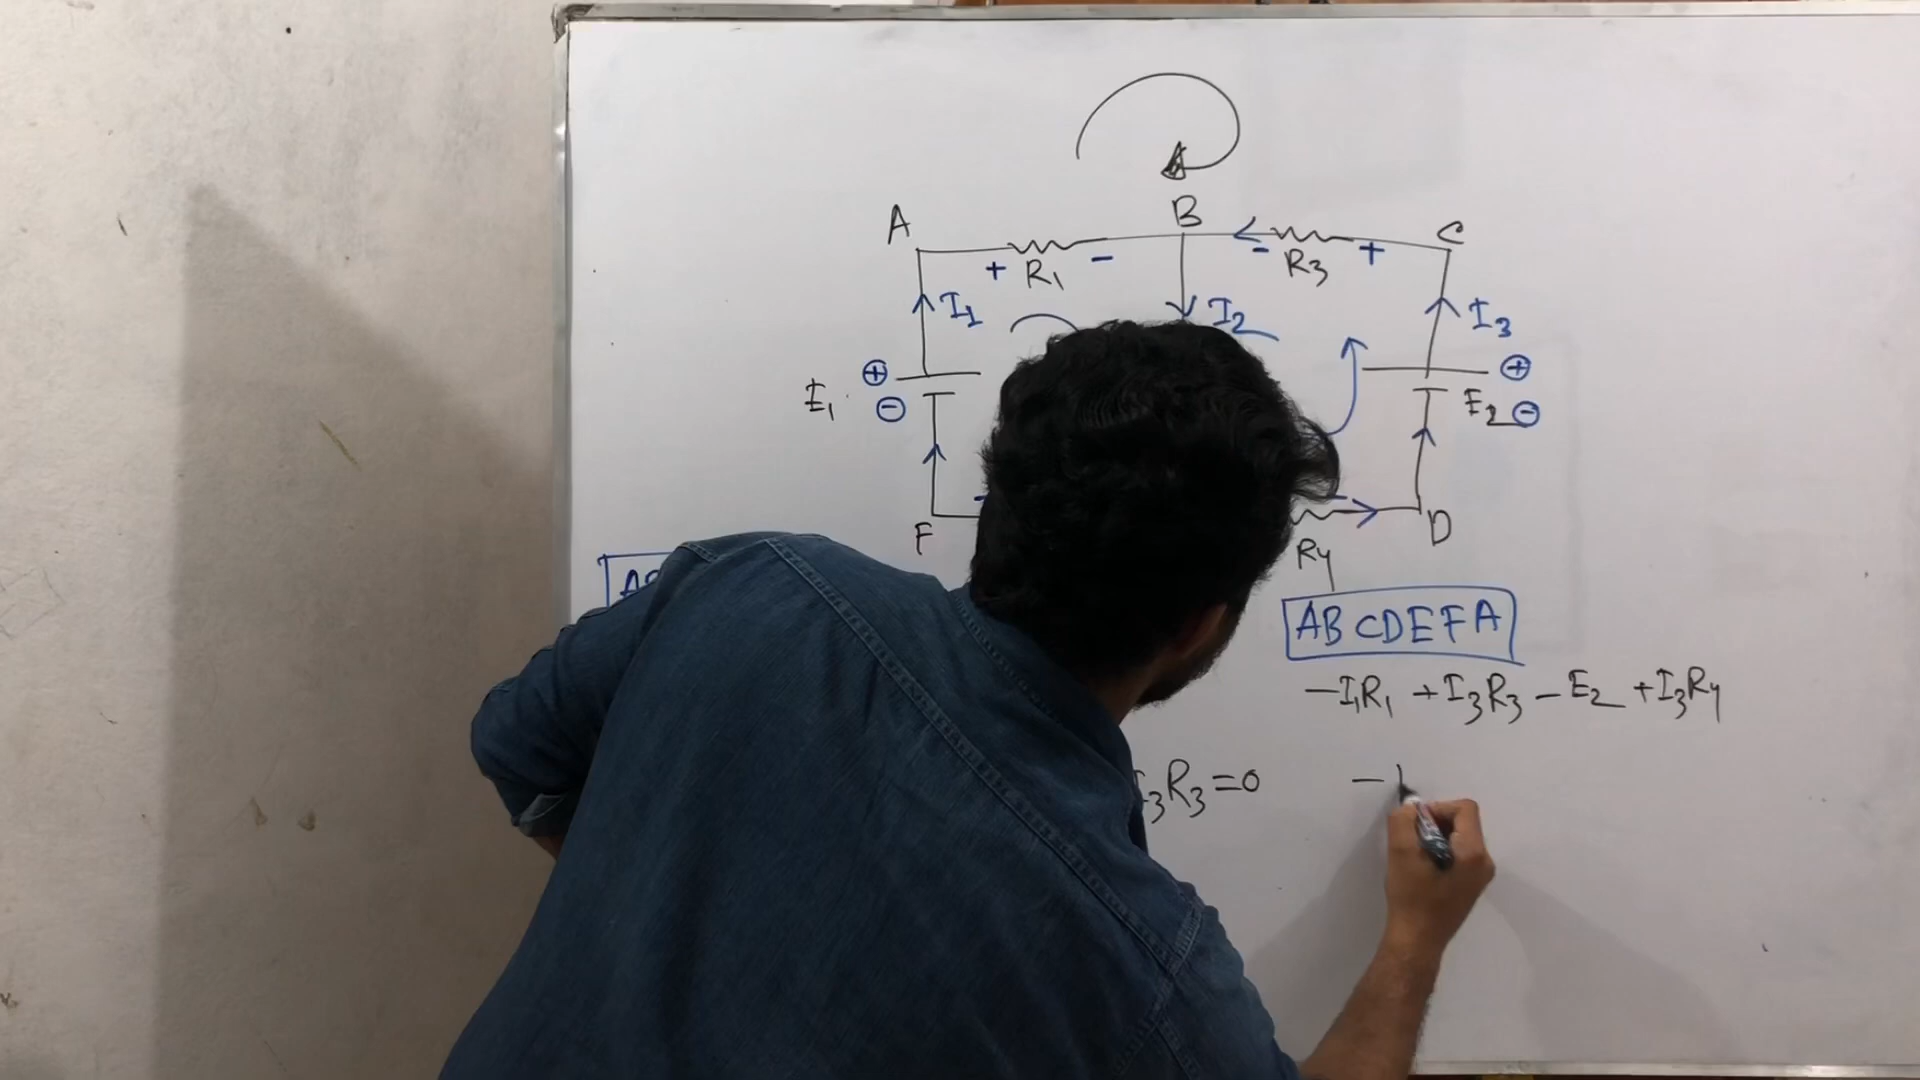 A
B
C
+ R₁ -
- R₃ +
I₁
I₂
I₃
E₁
+
-
E₂
+
-
F
D
R₄
ABCDEFA
-I₁R₁ + I₃R₃ - E₂ + I₃R₄
₃R₃ = 0
-